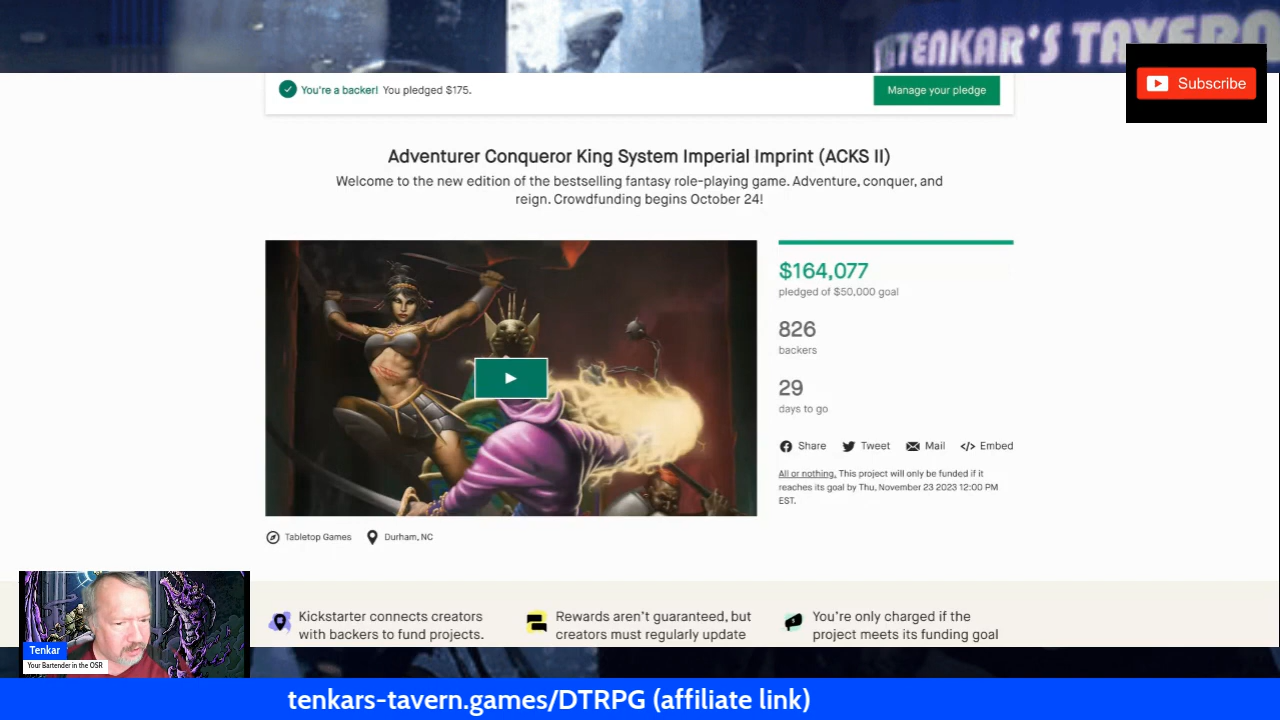 TENKAR'S TAVERN
Subscribe
You're a backer! You pledged $175.
Manage your pledge
Adventurer Conqueror King System Imperial Imprint (ACKS II)
Welcome to the new edition of the bestselling fantasy role-playing game. Adventure, conquer, and
reign. Crowdfunding begins October 24!
$164,077
pledged of $50,000 goal
826
backers
29
days to go
Share Tweet Mail </> Embed
All or nothing. This project will only be funded if it
reaches its goal by Thu, November 23 2023 12:00 PM
EST.
Tabletop Games Durham, NC
Kickstarter connects creators
with backers to fund projects.
Rewards aren't guaranteed, but
creators must regularly update
You're only charged if the
project meets its funding goal
Tenkar
Your Bartender in the OSR
tenkars-tavern.games/DTRPG (affiliate link)